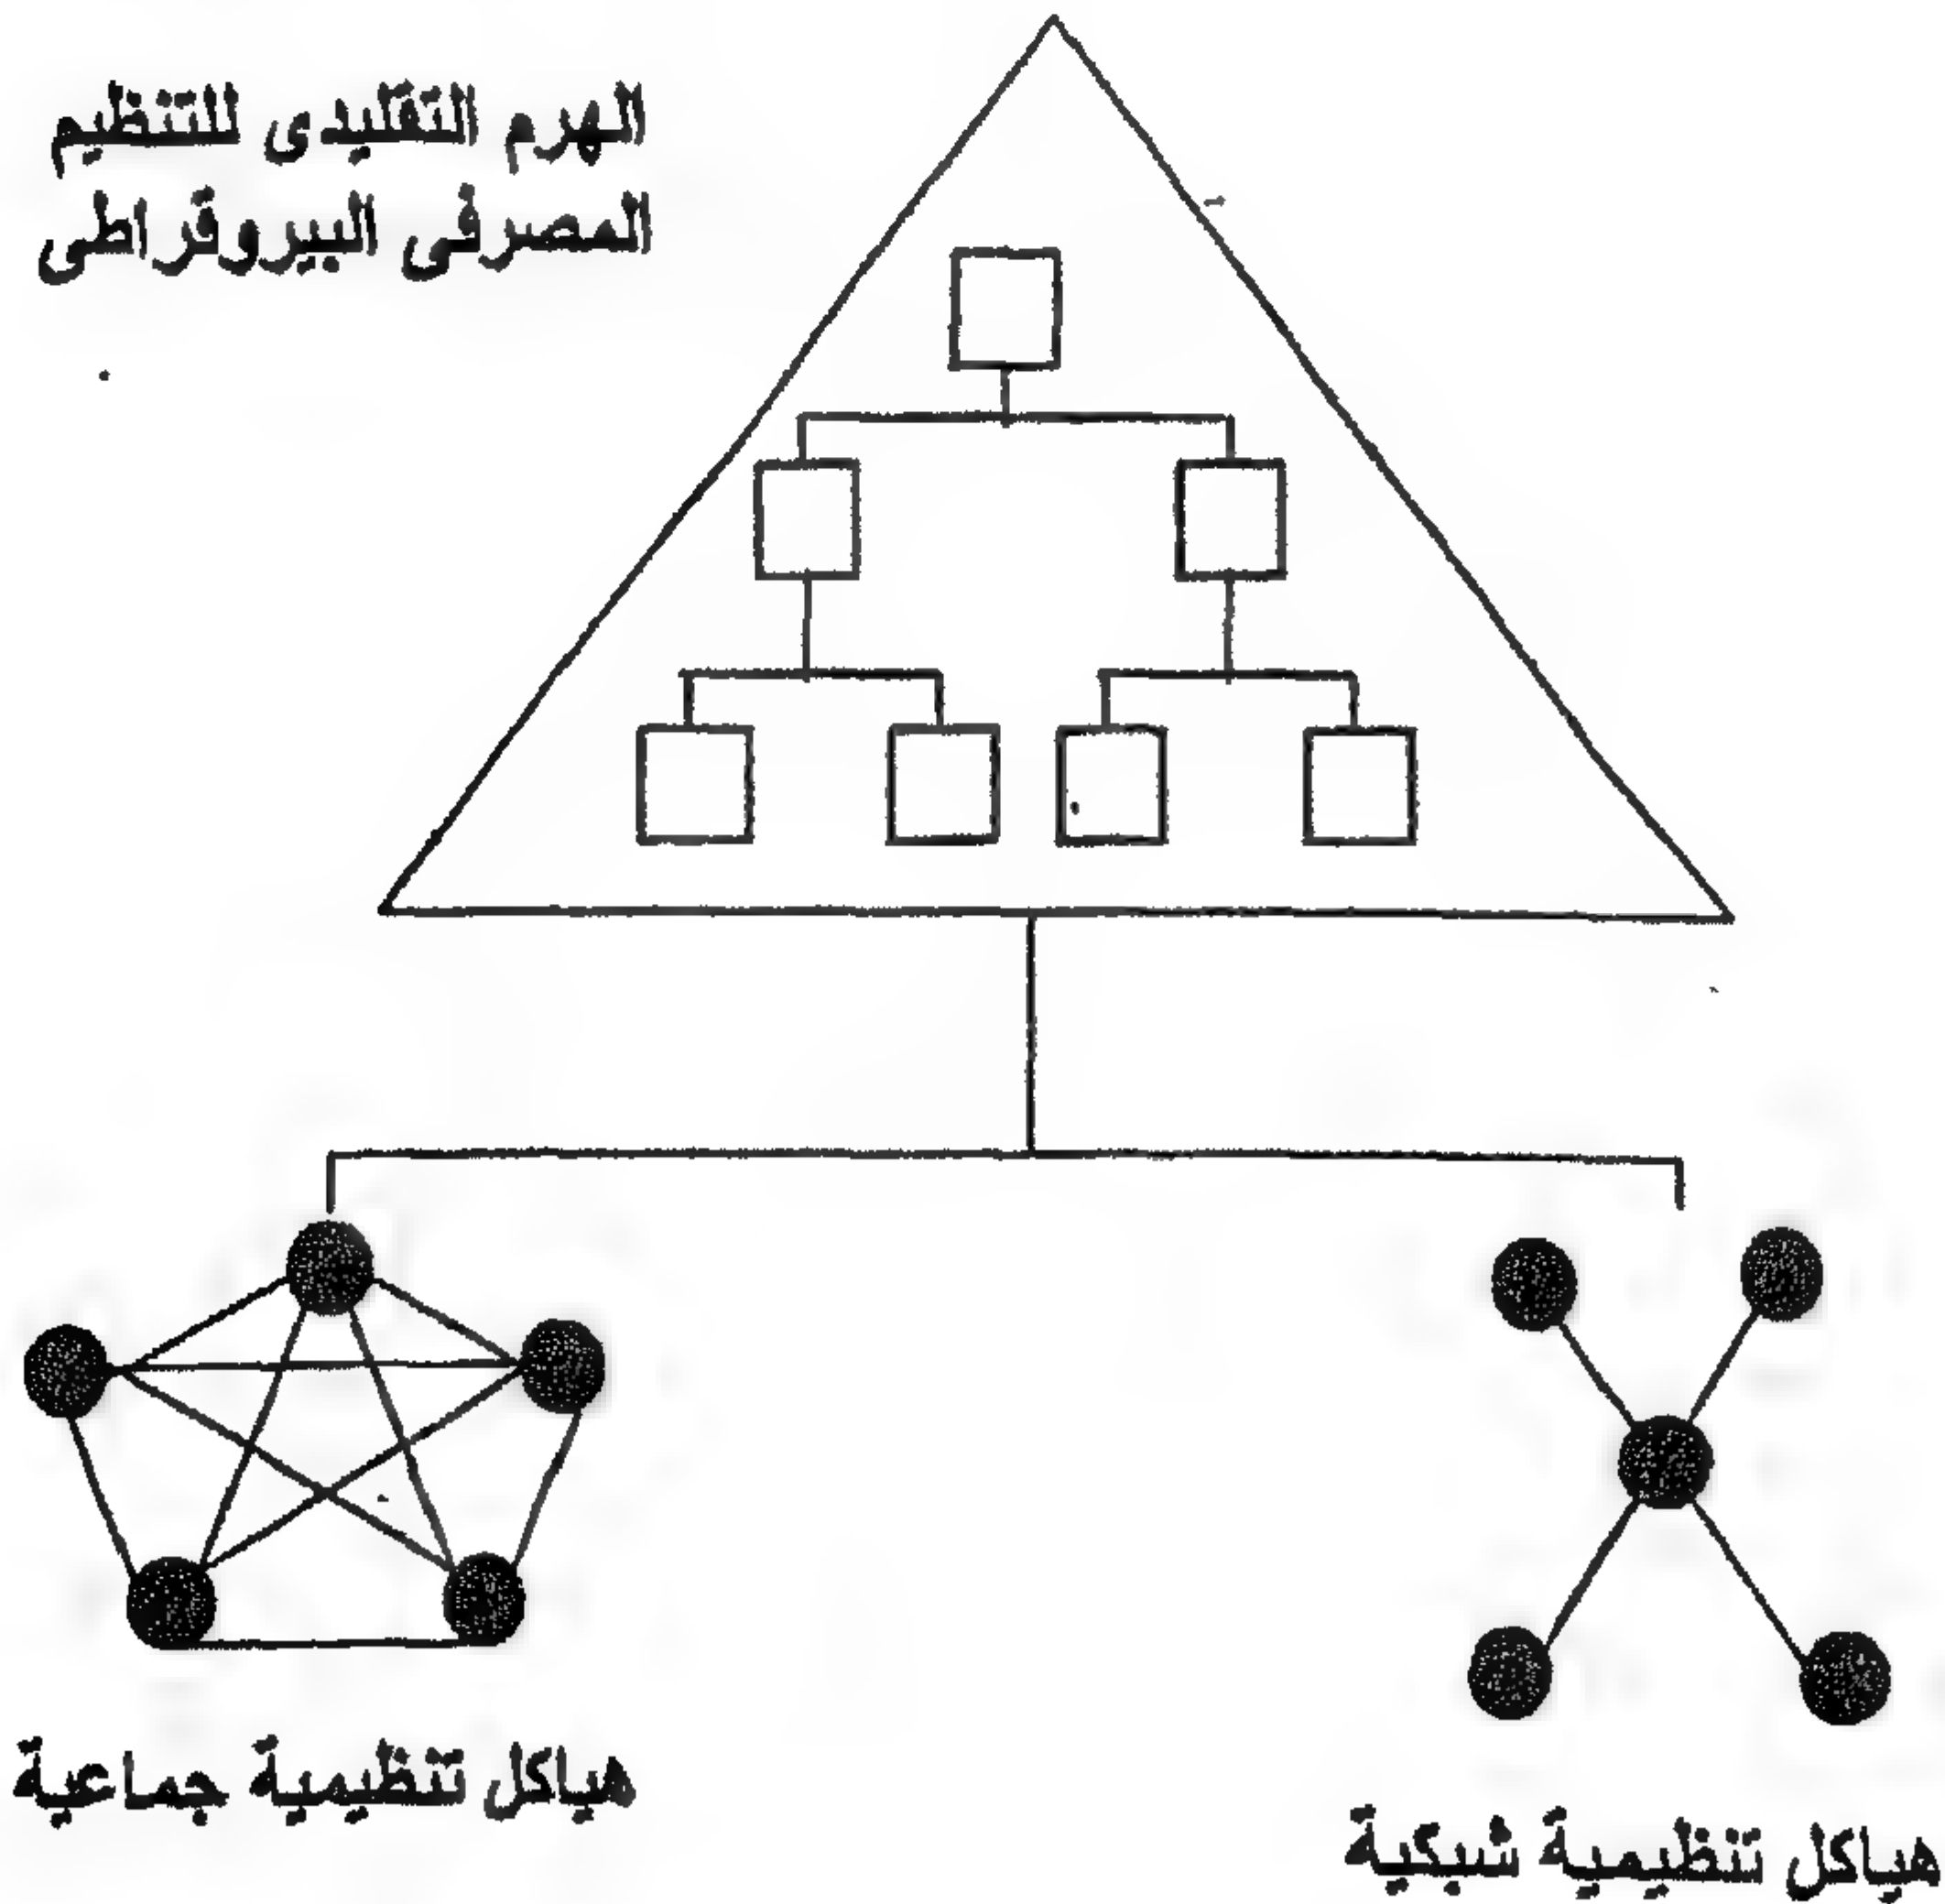 الهرم التقليدى للتنظيم
المصرفى البيروقراطى
هياكل تنظيمية جماعية
هياكل تنظيمية شبكية